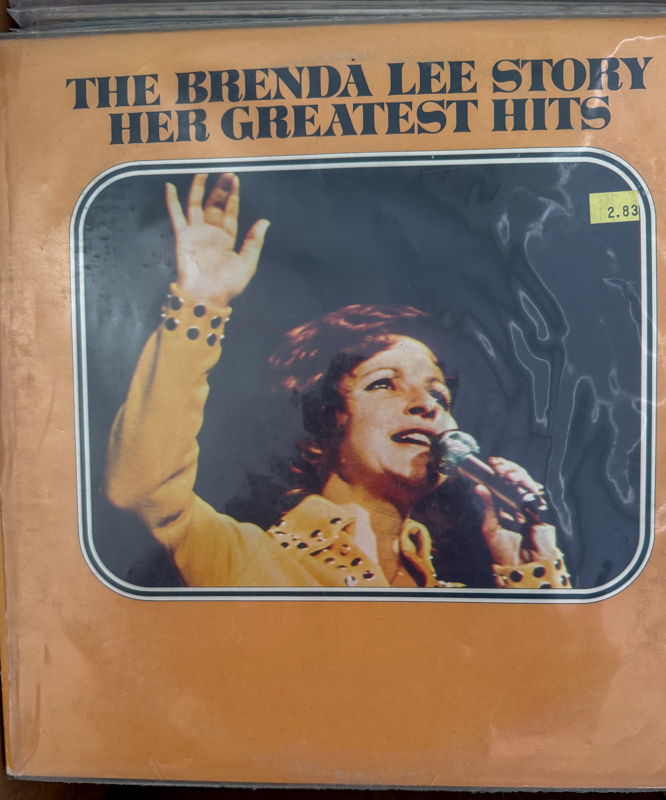 THE BRENDA LEE STORY
HER GREATEST HITS
2.83